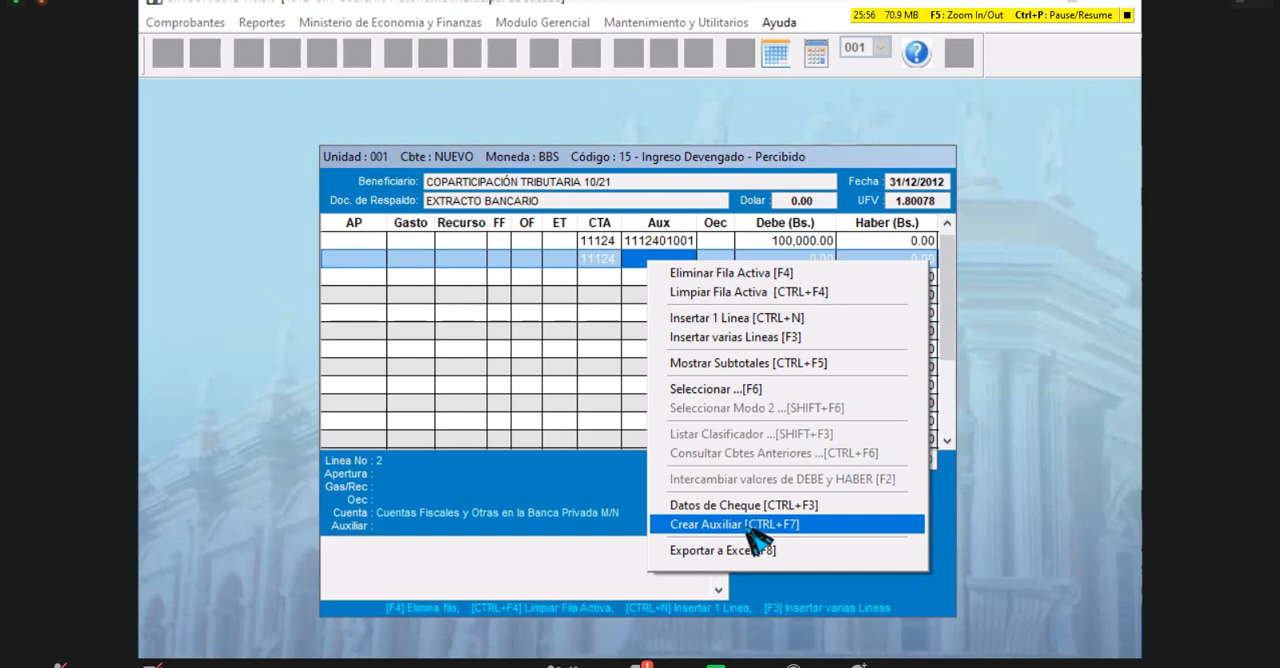 Comprobantes Reportes Ministerio de Economia y Finanzas Modulo Gerencial Mantenimiento y Utilitarios Ayuda
25:56 70.9 MB F5: Zoom In/Out Ctrl+P: Pause/Resume
001
Unidad : 001 Cbte : NUEVO Moneda : BBS Código : 15 - Ingreso Devengado - Percibido
Beneficiario: COPARTICIPACIÓN TRIBUTARIA 10/21 Fecha : 31/12/2012
Doc. de Respaldo: EXTRACTO BANCARIO Dolar : 0.00 UFV : 1.80078
AP Gasto Recurso FF OF ET CTA Aux Oec Debe (Bs.) Haber (Bs.)
11124 1112401001 100,000.00 0.00
11124 0.00 0.00
Eliminar Fila Activa [F4]
Limpiar Fila Activa [CTRL+F4]
Insertar 1 Linea [CTRL+N]
Insertar varias Lineas [F3]
Mostrar Subtotales [CTRL+F5]
Seleccionar ...[F6]
Seleccionar Modo 2 ...[SHIFT+F6]
Listar Clasificador ...[SHIFT+F3]
Consultar Cbtes Anteriores ...[CTRL+F6]
Intercambiar valores de DEBE y HABER [F2]
Datos de Cheque [CTRL+F3]
Crear Auxiliar [CTRL+F7]
Exportar a Exce
Linea No : 2
Apertura :
Gas/Rec :
Oec :
Cuenta : Cuentas Fiscales y Otras en la Banca Privada M/N
Auxiliar :
[F4] Elimina fila, [CTRL+F4] Limpiar Fila Activa, [CTRL+N] Insertar 1 Linea, [F3] Insertar varias Lineas